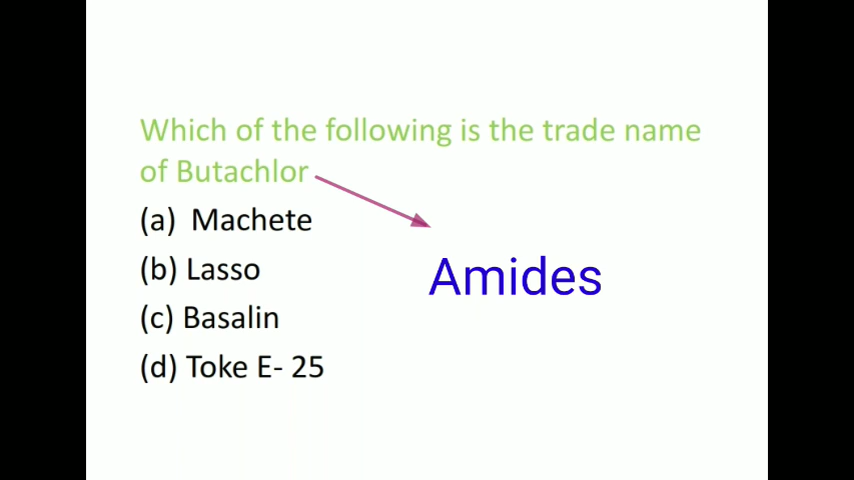 Which of the following is the trade name
of Butachlor
(a) Machete
(b) Lasso
Amides
(c) Basalin
(d) Toke E- 25